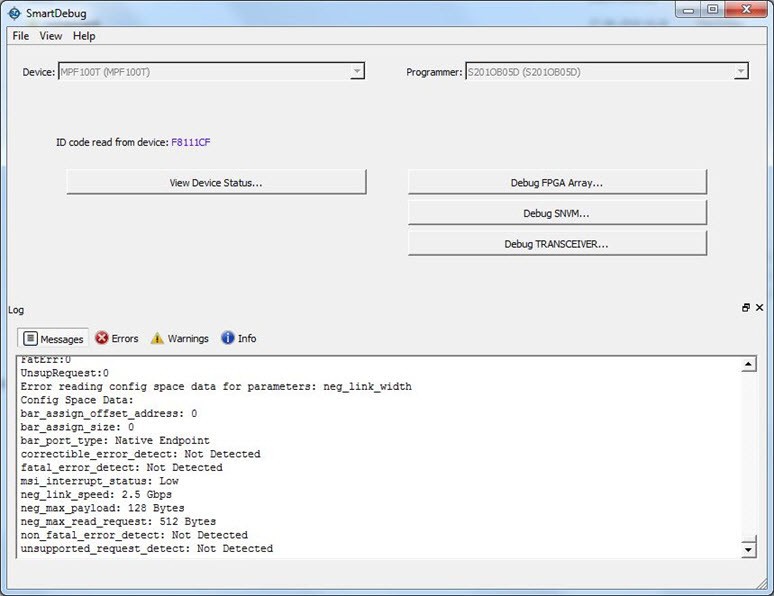 SmartDebug
File View Help
Device: MPF100T (MPF100T) Programmer: S201OB05D (S201OB05D)
ID code read from device: F8111CF
View Device Status... Debug FPGA Array...
Debug SNVM...
Debug TRANSCEIVER...
Log
Messages Errors Warnings Info
FatErr:0
UnsupRequest:0
Error reading config space data for parameters: neg_link_width
Config Space Data:
bar_assign_offset_address: 0
bar_assign_size: 0
bar_port_type: Native Endpoint
correctible_error_detect: Not Detected
fatal_error_detect: Not Detected
msi_interrupt_status: Low
neg_link_speed: 2.5 Gbps
neg_max_payload: 128 Bytes
neg_max_read_request: 512 Bytes
non_fatal_error_detect: Not Detected
unsupported_request_detect: Not Detected